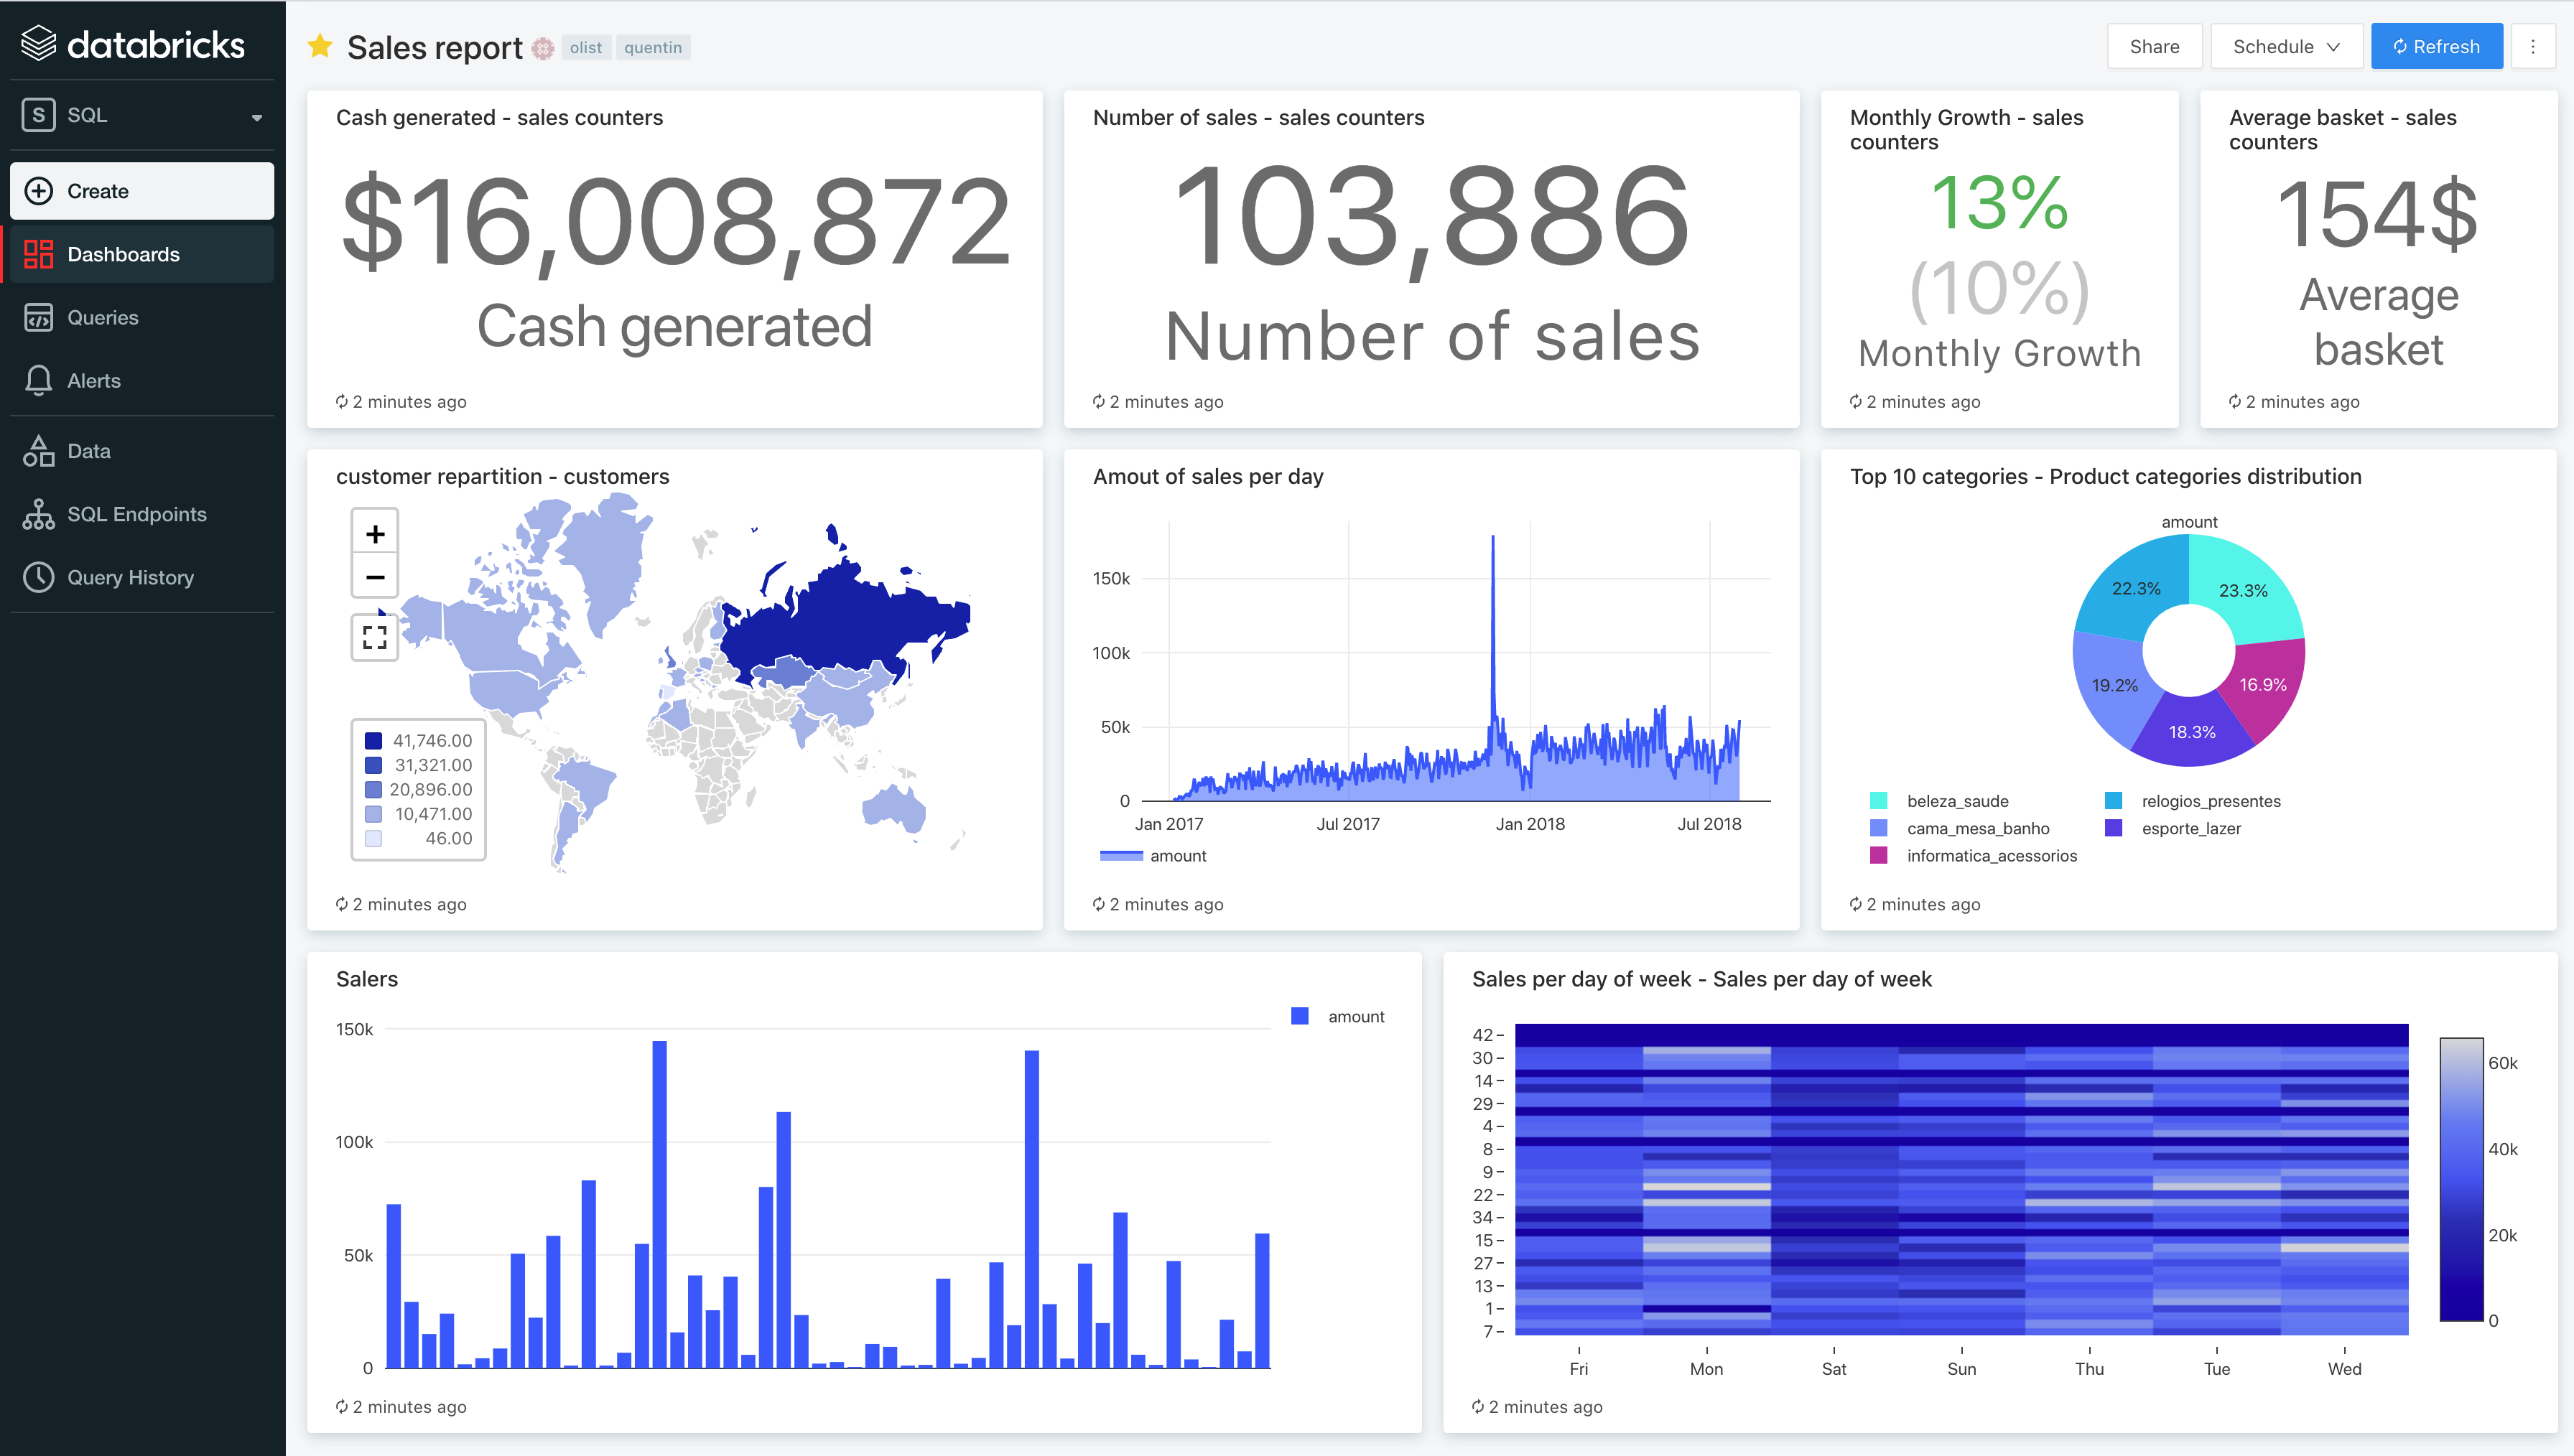 databricks
S SQL
Create
Dashboards
Queries
Alerts
Data
SQL Endpoints
Query History
Sales report olist quentin
Share Schedule Refresh
Cash generated - sales counters
$16,008,872
Cash generated
2 minutes ago
Number of sales - sales counters
103,886
Number of sales
2 minutes ago
Monthly Growth - sales
counters
13%
(10%)
Monthly Growth
2 minutes ago
Average basket - sales
counters
154$
Average
basket
2 minutes ago
customer repartition - customers
+
−
41,746.00
31,321.00
20,896.00
10,471.00
46.00
2 minutes ago
Amout of sales per day
150k
100k
50k
0
Jan 2017 Jul 2017 Jan 2018 Jul 2018
amount
2 minutes ago
Top 10 categories - Product categories distribution
amount
22.3% 23.3%
19.2% 16.9%
18.3%
beleza_saude relogios_presentes
cama_mesa_banho esporte_lazer
informatica_acessorios
2 minutes ago
Salers
amount
150k
100k
50k
0
2 minutes ago
Sales per day of week - Sales per day of week
42
30
14
29
4
8
9
22
34
15
27
13
1
7
Fri Mon Sat Sun Thu Tue Wed
60k
40k
20k
0
2 minutes ago